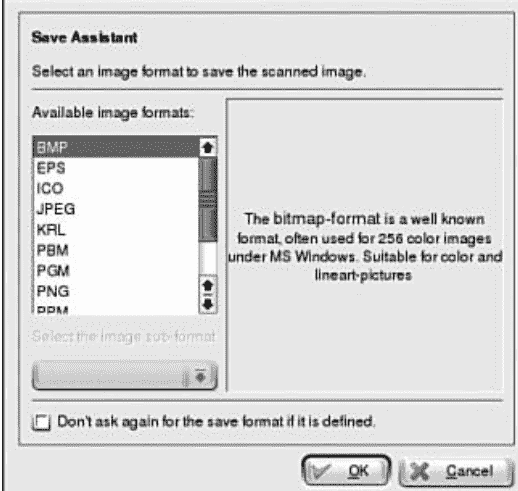 Save Assistant
Select an image format to save the scanned image.
Available image formats:
BMP
EPS
ICO
JPEG
KRL
PBM
PGM
PNG
PPM
The bitmap-format is a well known
format, often used for 256 color images
under MS Windows. Suitable for color and
lineart-pictures
Select the image sub-format
Don't ask again for the save format if it is defined.
OK
Cancel